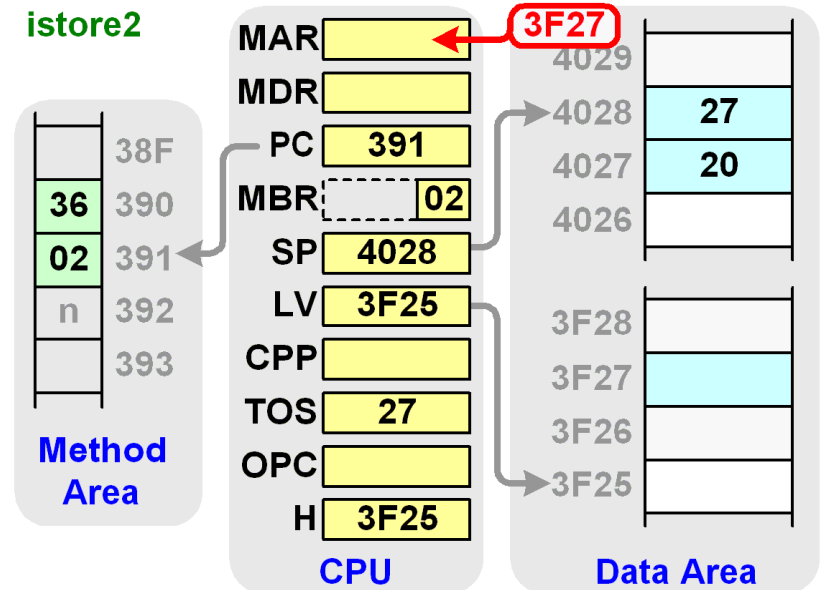 istore2
38F
36 390
02 391
n 392
393
Method
Area
MAR 3F27
MDR
PC 391
MBR 02
SP 4028
LV 3F25
CPP
TOS 27
OPC
H 3F25
CPU
4029
4028 27
4027 20
4026
3F28
3F27
3F26
3F25
Data Area